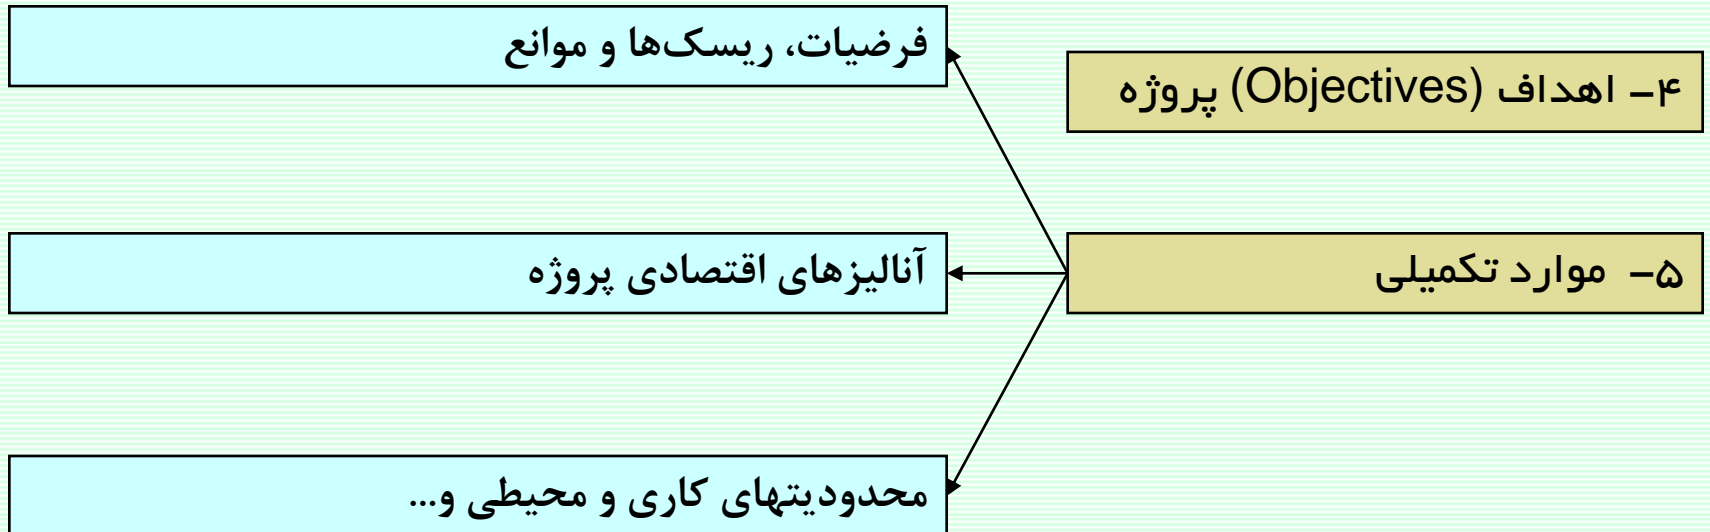 ۴- اهداف (Objectives) پروژه
۵- موارد تکمیلی
فرضیات، ریسک‌ها و موانع
آنالیزهای اقتصادی پروژه
محدودیتهای کاری و محیطی و...